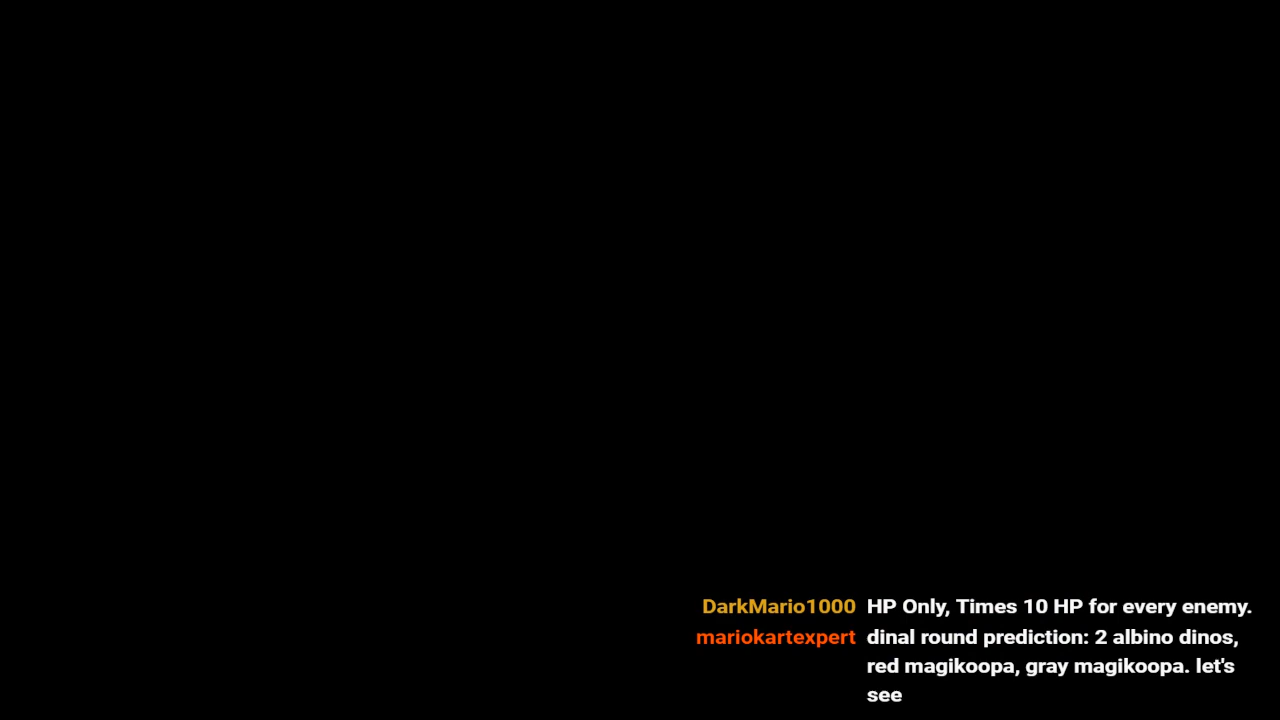 DarkMario1000 HP Only, Times 10 HP for every enemy.
mariokartexpert dinal round prediction: 2 albino dinos,
red magikoopa, gray magikoopa. let's
see